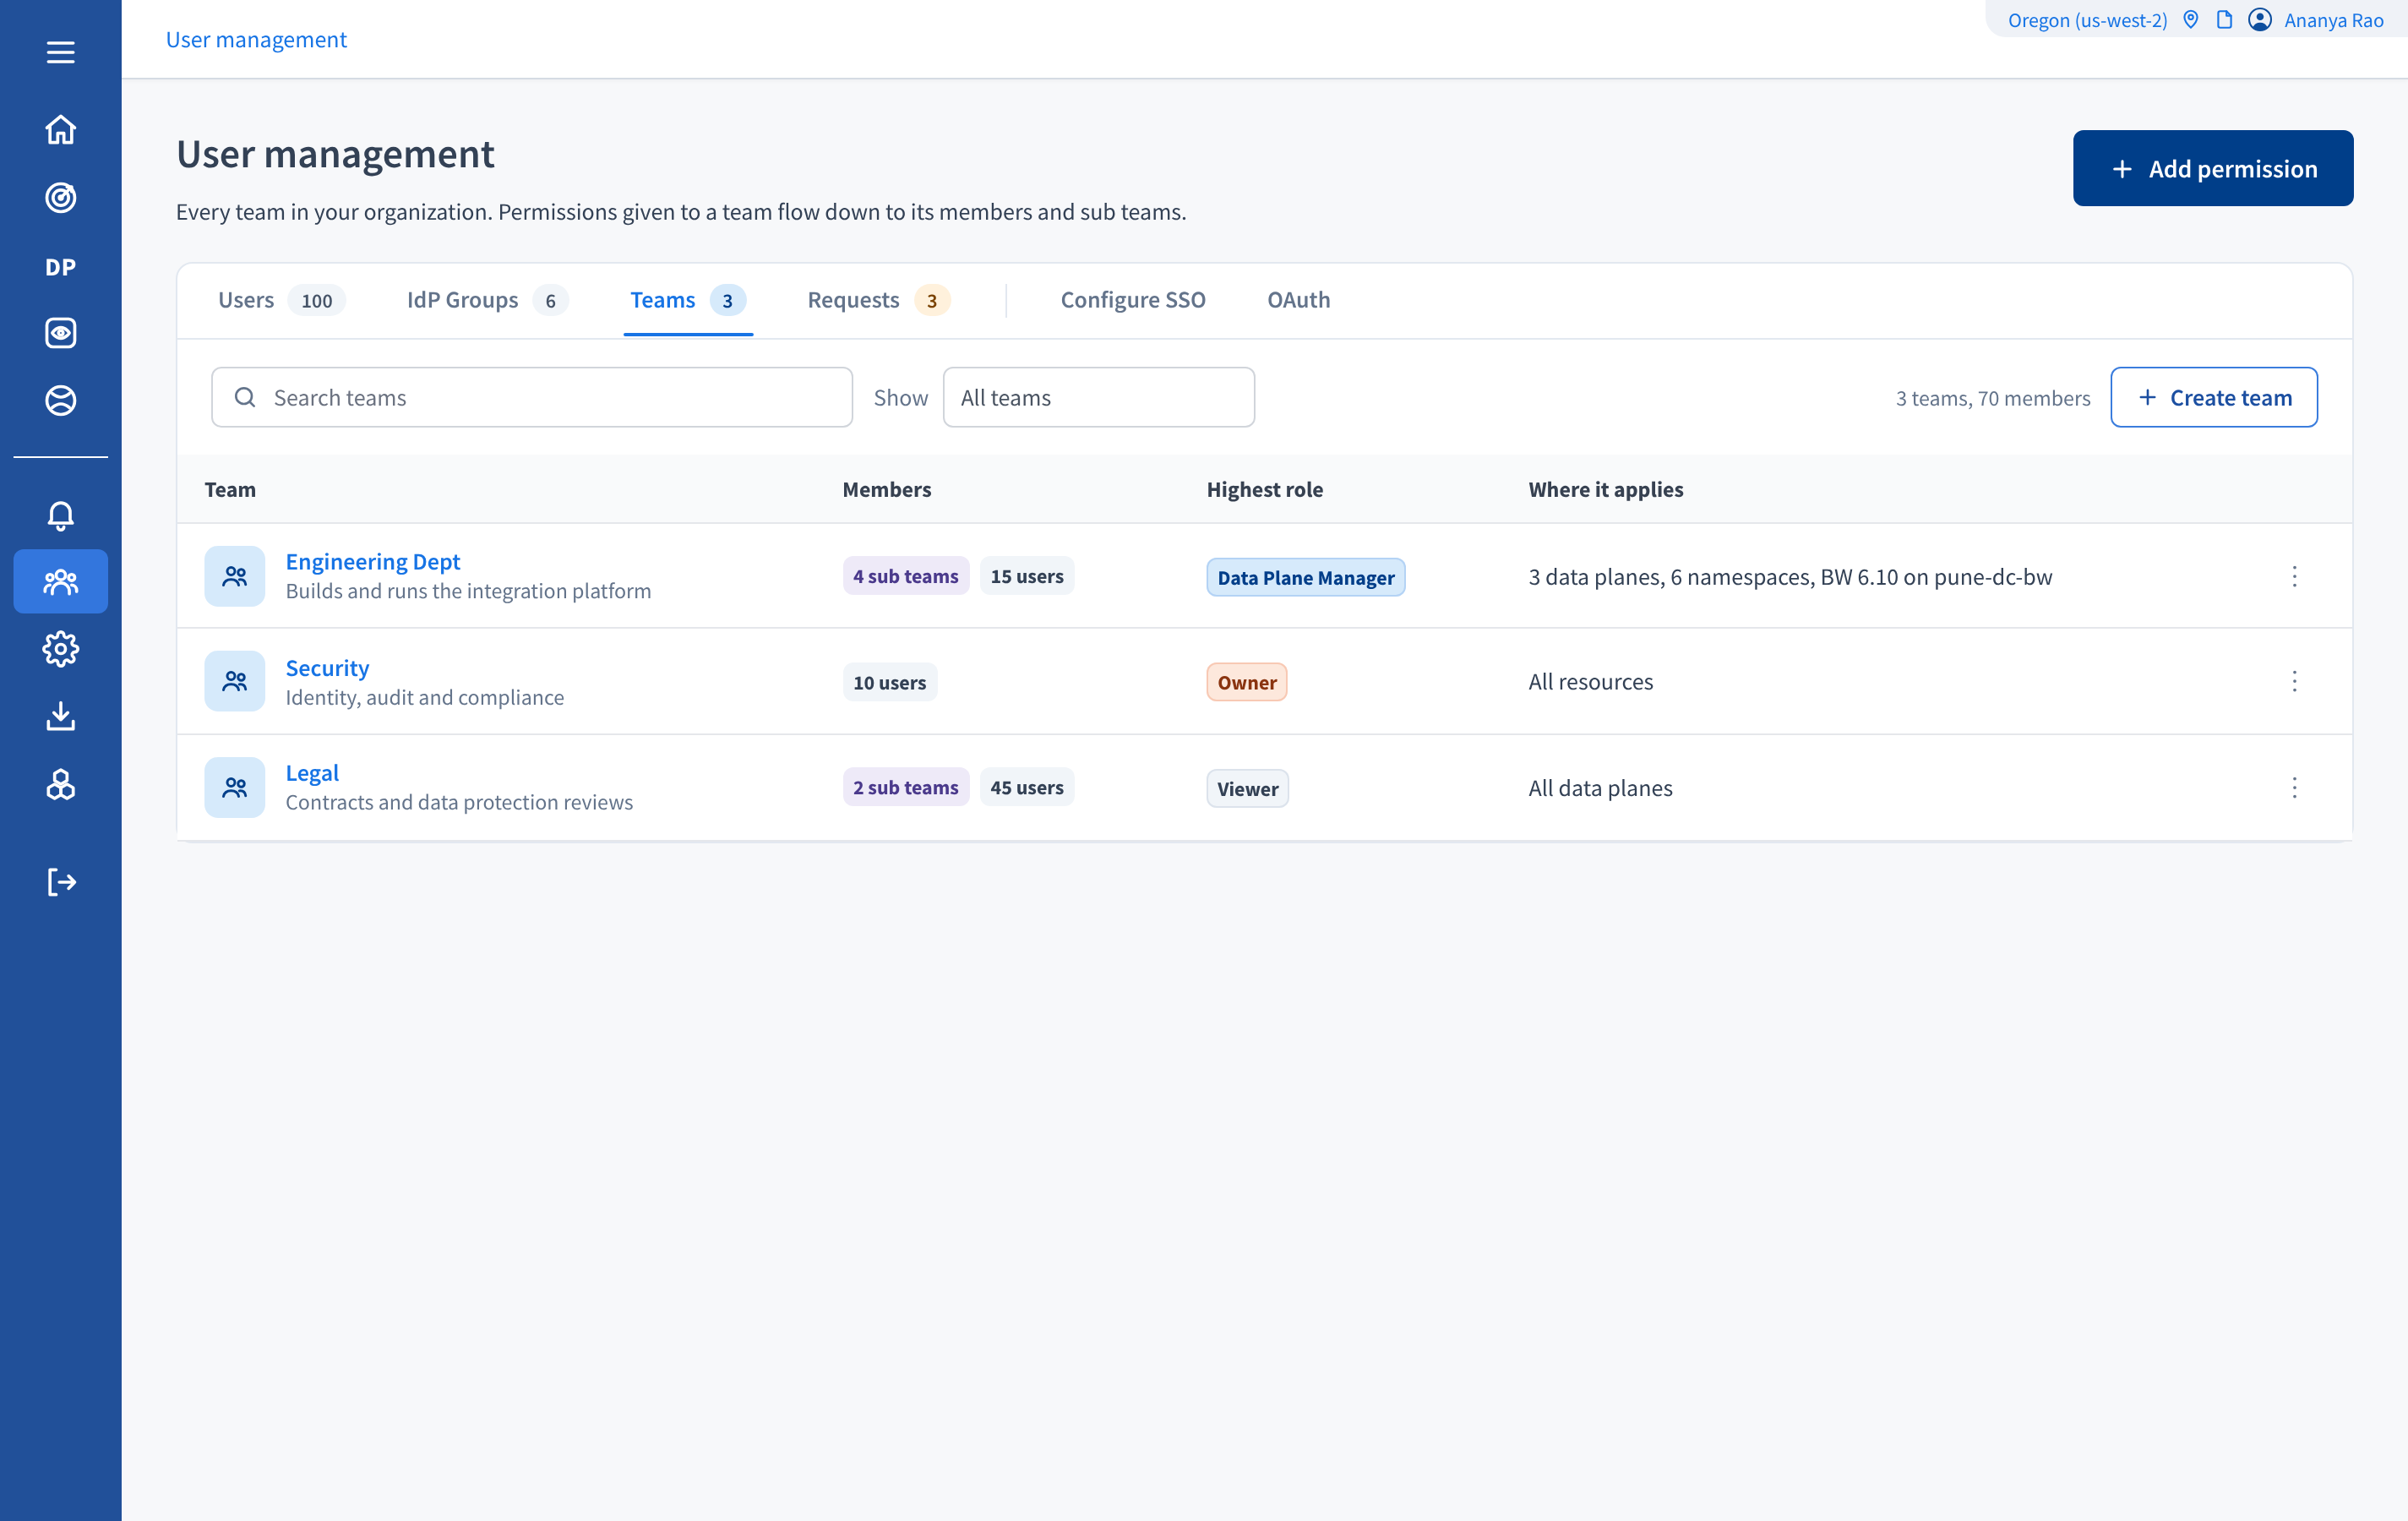 User management
Oregon (us-west-2) Ananya Rao
DP
User management
Every team in your organization. Permissions given to a team flow down to its members and sub teams.
+ Add permission
Users 100 IdP Groups 6 Teams 3 Requests 3 Configure SSO OAuth
Search teams Show All teams 3 teams, 70 members + Create team
Team Members Highest role Where it applies
Engineering Dept
Builds and runs the integration platform
4 sub teams 15 users Data Plane Manager 3 data planes, 6 namespaces, BW 6.10 on pune-dc-bw
Security
Identity, audit and compliance
10 users Owner All resources
Legal
Contracts and data protection reviews
2 sub teams 45 users Viewer All data planes